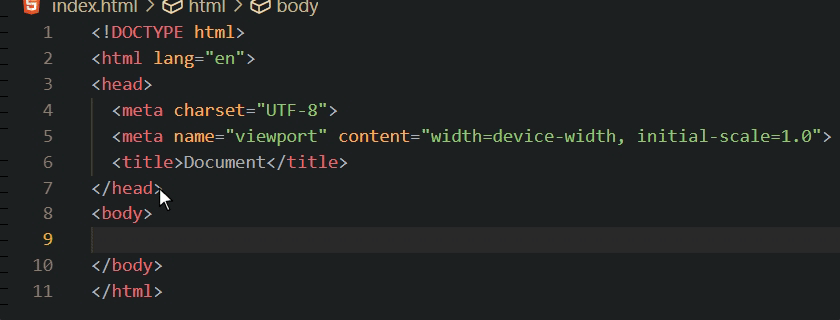 index.html > html > body
1 <!DOCTYPE html>
2 <html lang="en">
3 <head>
4 <meta charset="UTF-8">
5 <meta name="viewport" content="width=device-width, initial-scale=1.0">
6 <title>Document</title>
7 </head>
8 <body>
9
10 </body>
11 </html>